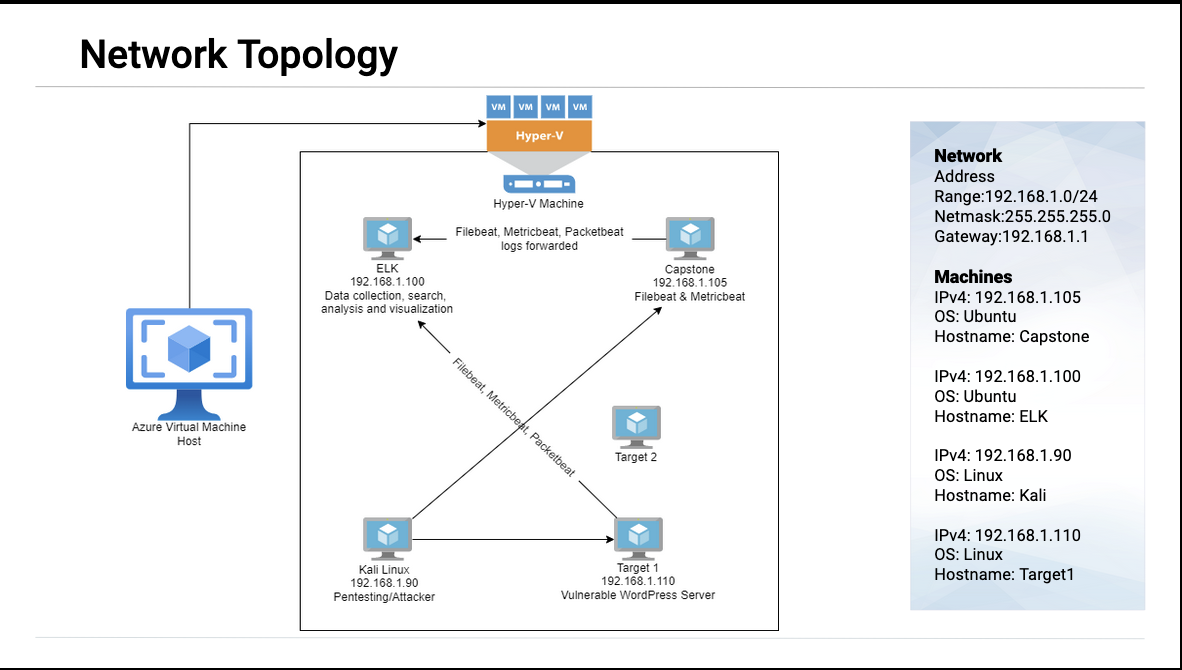 Network Topology
VM VM VM VM
Hyper-V
Hyper-V Machine
Filebeat, Metricbeat, Packetbeat
logs forwarded
ELK
192.168.1.100
Data collection, search,
analysis and visualization
Capstone
192.168.1.105
Filebeat & Metricbeat
Filebeat, Metricbeat, Packetbeat
Azure Virtual Machine
Host
Target 2
Kali Linux
192.168.1.90
Pentesting/Attacker
Target 1
192.168.1.110
Vulnerable WordPress Server
Network
Address
Range:192.168.1.0/24
Netmask:255.255.255.0
Gateway:192.168.1.1
Machines
IPv4: 192.168.1.105
OS: Ubuntu
Hostname: Capstone
IPv4: 192.168.1.100
OS: Ubuntu
Hostname: ELK
IPv4: 192.168.1.90
OS: Linux
Hostname: Kali
IPv4: 192.168.1.110
OS: Linux
Hostname: Target1